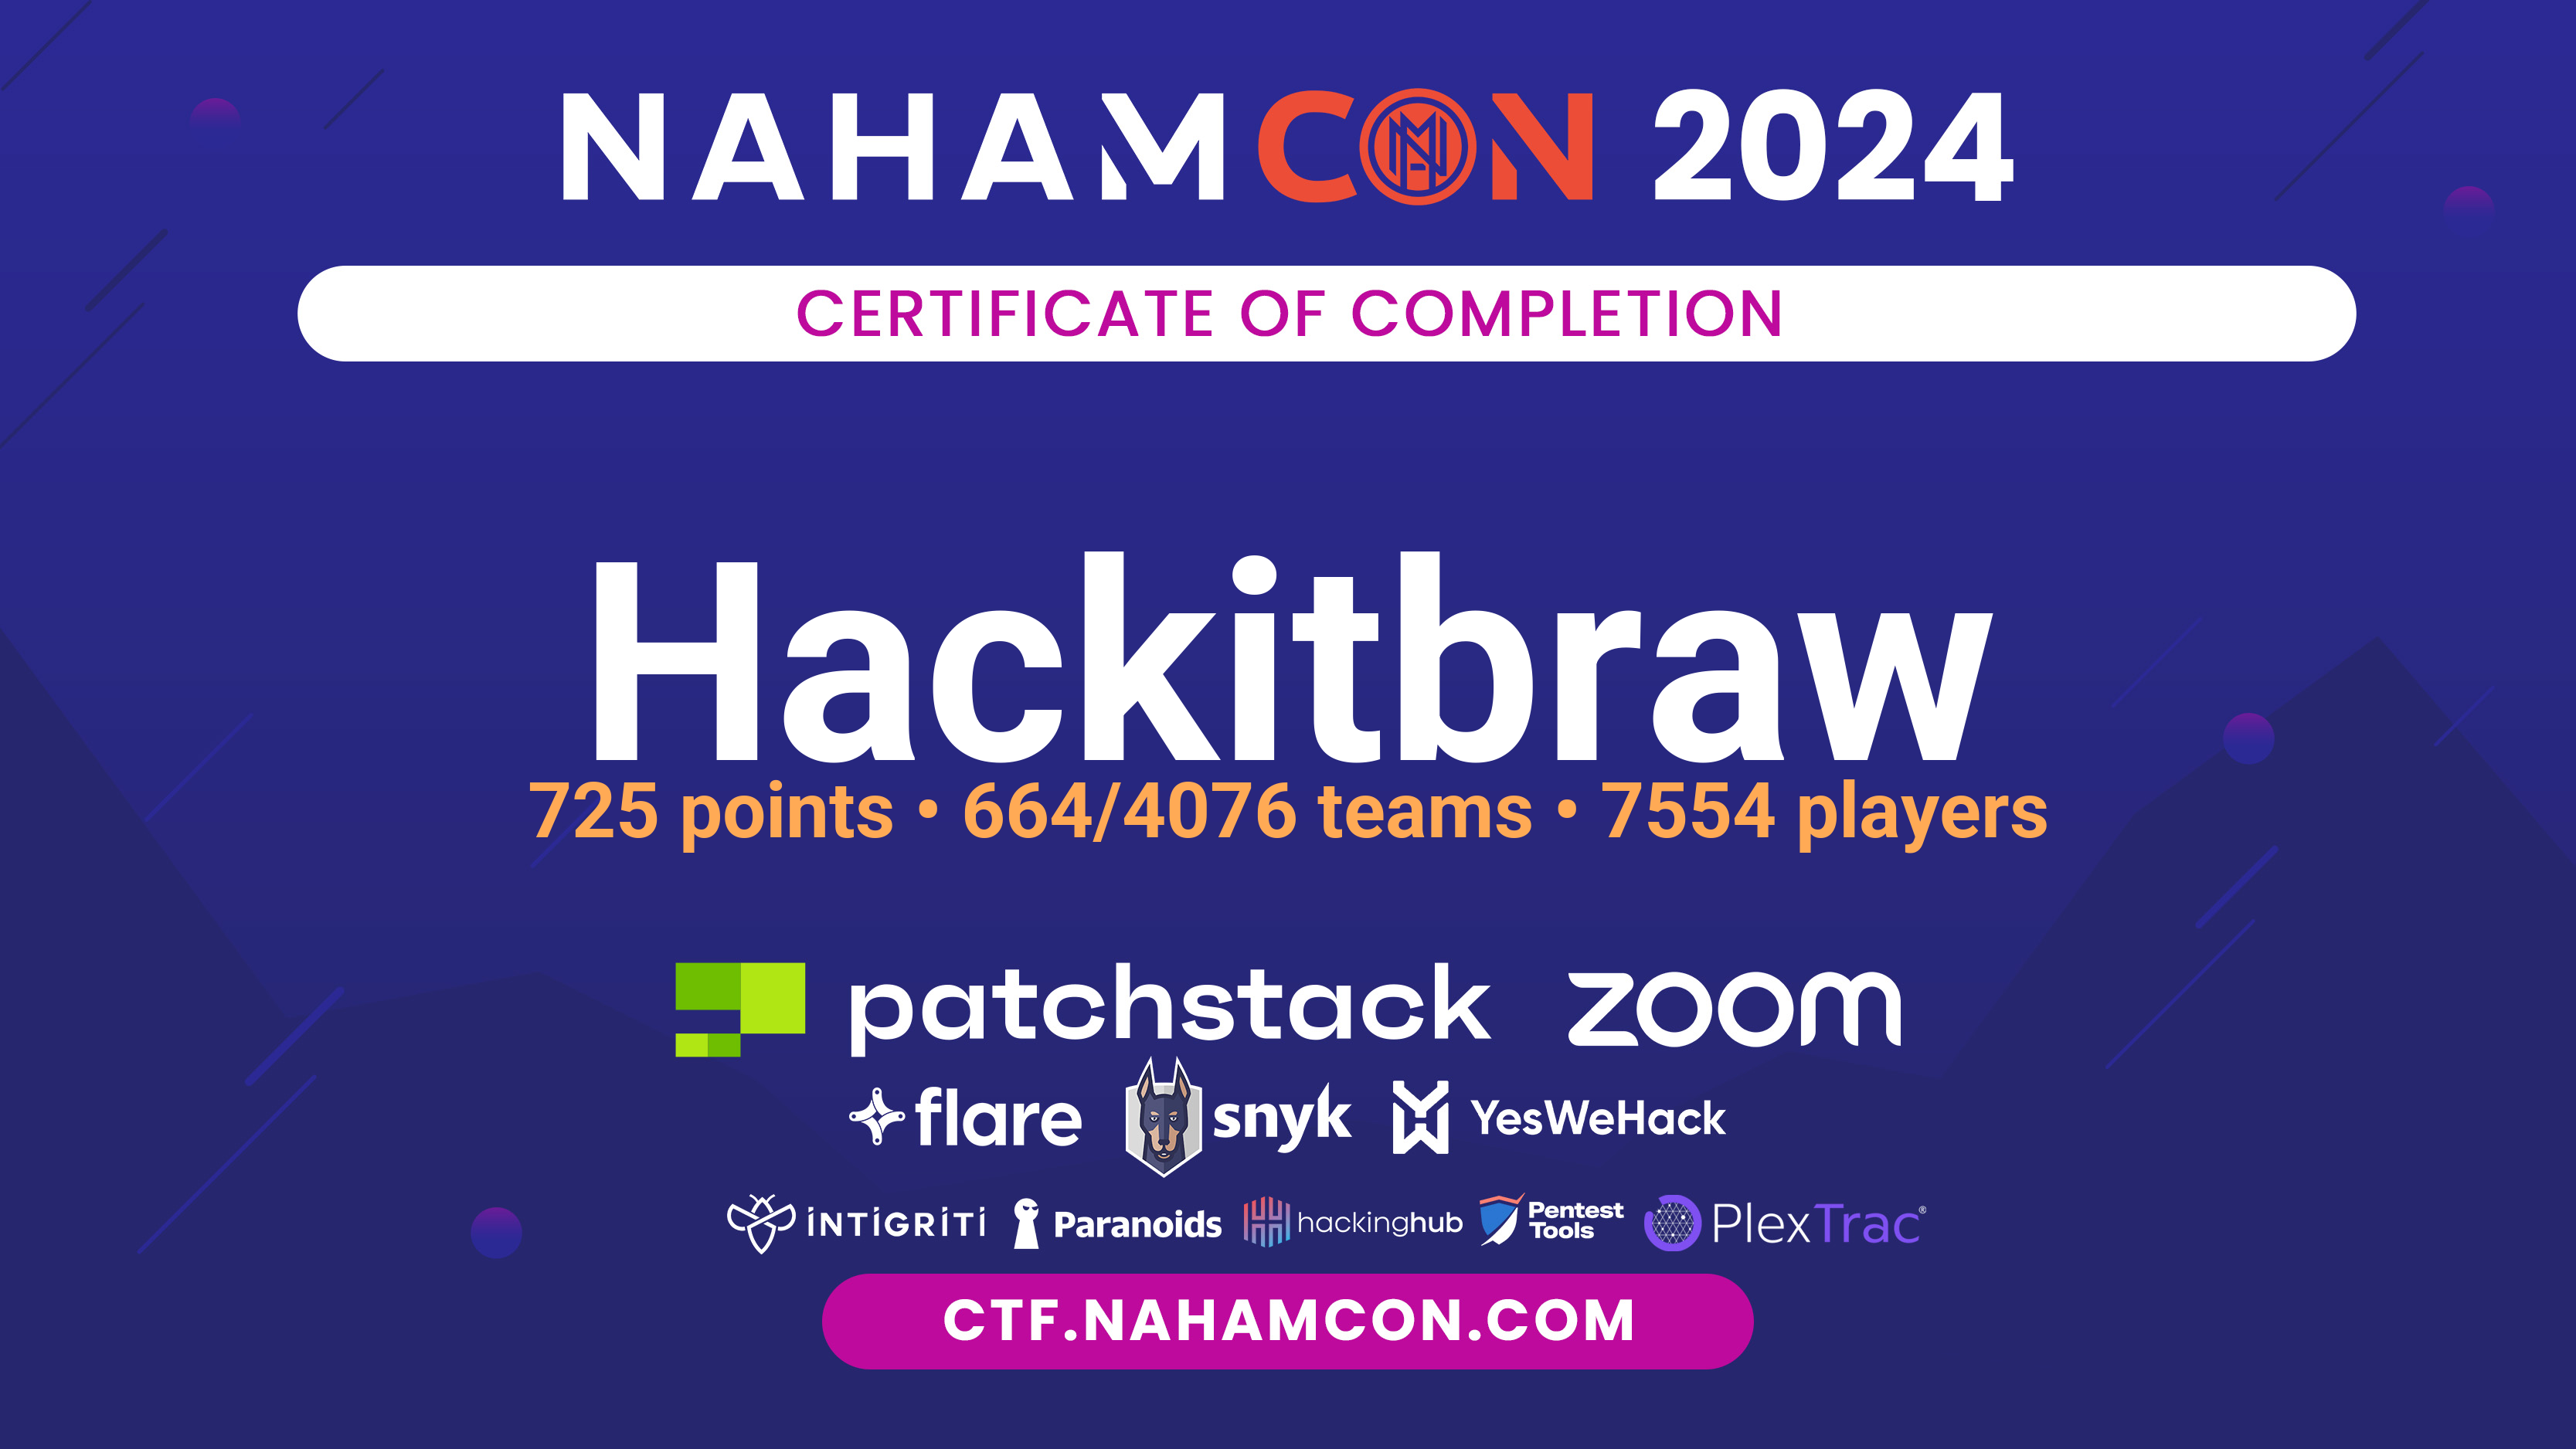 NAHAMCON 2024
CERTIFICATE OF COMPLETION
Hackitbraw
725 points • 664/4076 teams • 7554 players
patchstack zoom
flare snyk YesWeHack
INTIGRITI Paranoids hackinghub Pentest Tools PlexTrac®
CTF.NAHAMCON.COM